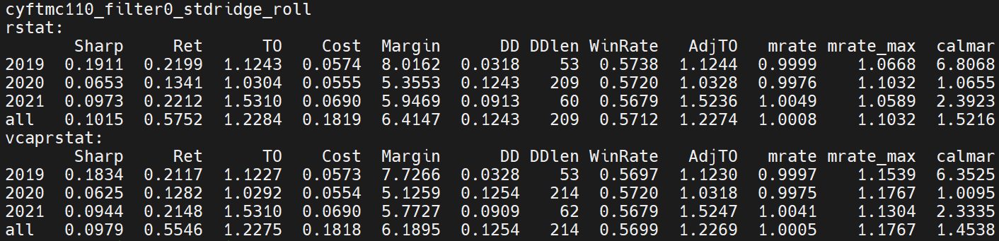 cyftmc110_filter0_stdridge_roll
rstat:
Sharp Ret TO Cost Margin DD DDlen WinRate AdjTO mrate mrate_max calmar
2019 0.1911 0.2199 1.1243 0.0574 8.0162 0.0318 53 0.5738 1.1244 0.9999 1.0668 6.8068
2020 0.0653 0.1341 1.0304 0.0555 5.3553 0.1243 209 0.5720 1.0328 0.9976 1.1032 1.0655
2021 0.0973 0.2212 1.5310 0.0690 5.9469 0.0913 60 0.5679 1.5236 1.0049 1.0589 2.3923
all 0.1015 0.5752 1.2284 0.1819 6.4147 0.1243 209 0.5712 1.2274 1.0008 1.1032 1.5216
vcaprstat:
Sharp Ret TO Cost Margin DD DDlen WinRate AdjTO mrate mrate_max calmar
2019 0.1834 0.2117 1.1227 0.0573 7.7266 0.0328 53 0.5697 1.1230 0.9997 1.1539 6.3525
2020 0.0625 0.1282 1.0292 0.0554 5.1259 0.1254 214 0.5720 1.0318 0.9975 1.1767 1.0095
2021 0.0944 0.2148 1.5310 0.0690 5.7727 0.0909 62 0.5679 1.5247 1.0041 1.1304 2.3335
all 0.0979 0.5546 1.2275 0.1818 6.1895 0.1254 214 0.5699 1.2269 1.0005 1.1767 1.4538